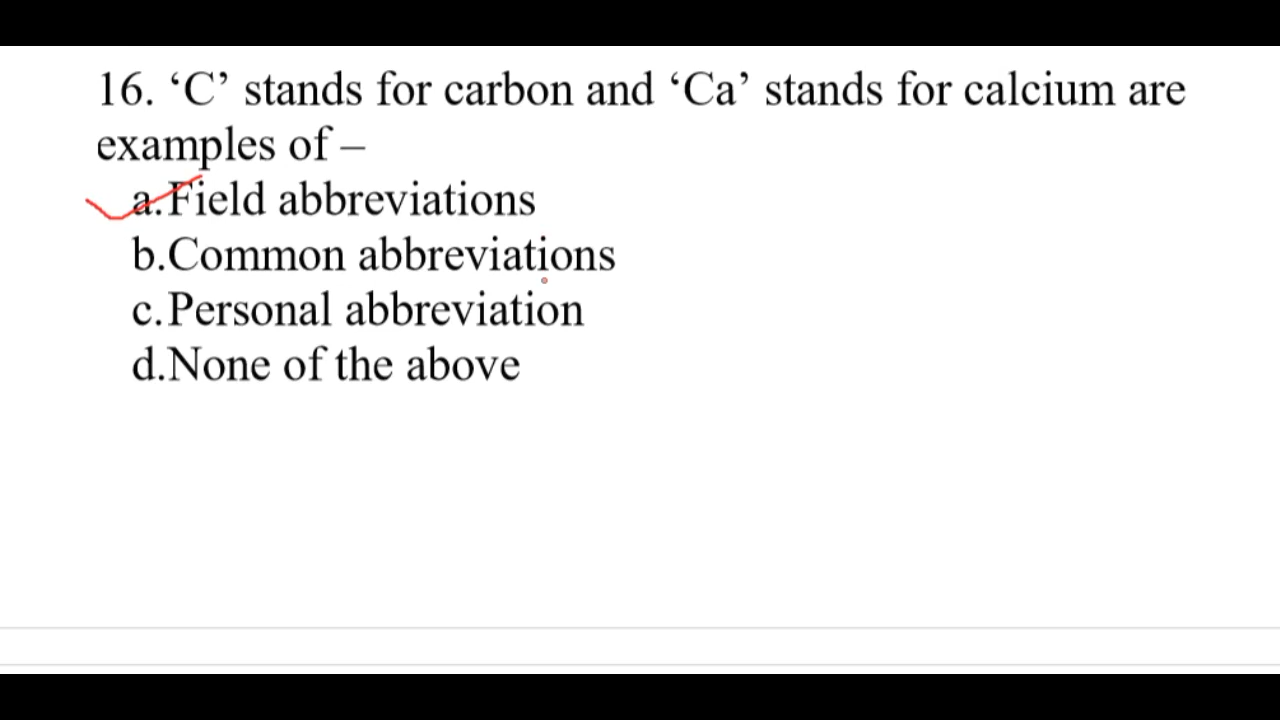 16. ‘C’ stands for carbon and ‘Ca’ stands for calcium are
examples of –
a.Field abbreviations
b.Common abbreviations
c.Personal abbreviation
d.None of the above